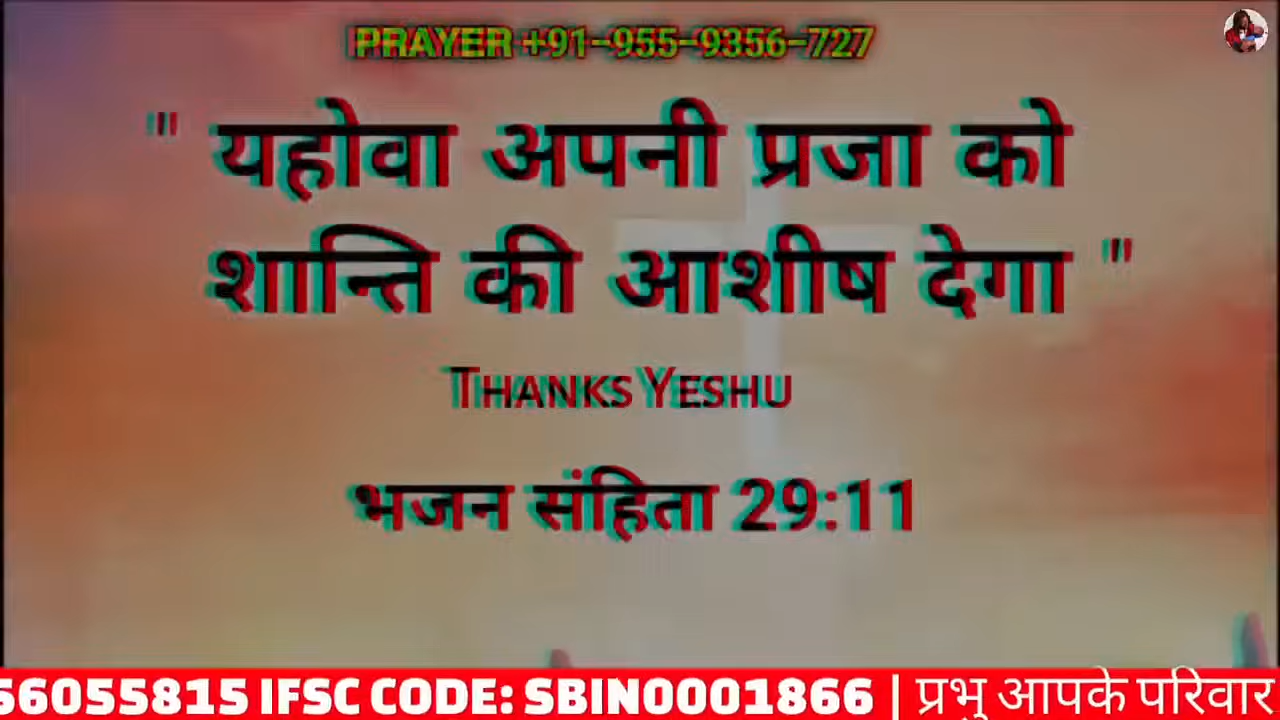 PRAYER +91-955-9356-727
" यहोवा अपनी प्रजा को
शान्ति की आशीष देगा "
THANKS YESHU
भजन संहिता 29:11
56055815 IFSC CODE: SBIN0001866 | प्रभु आपके परिवार